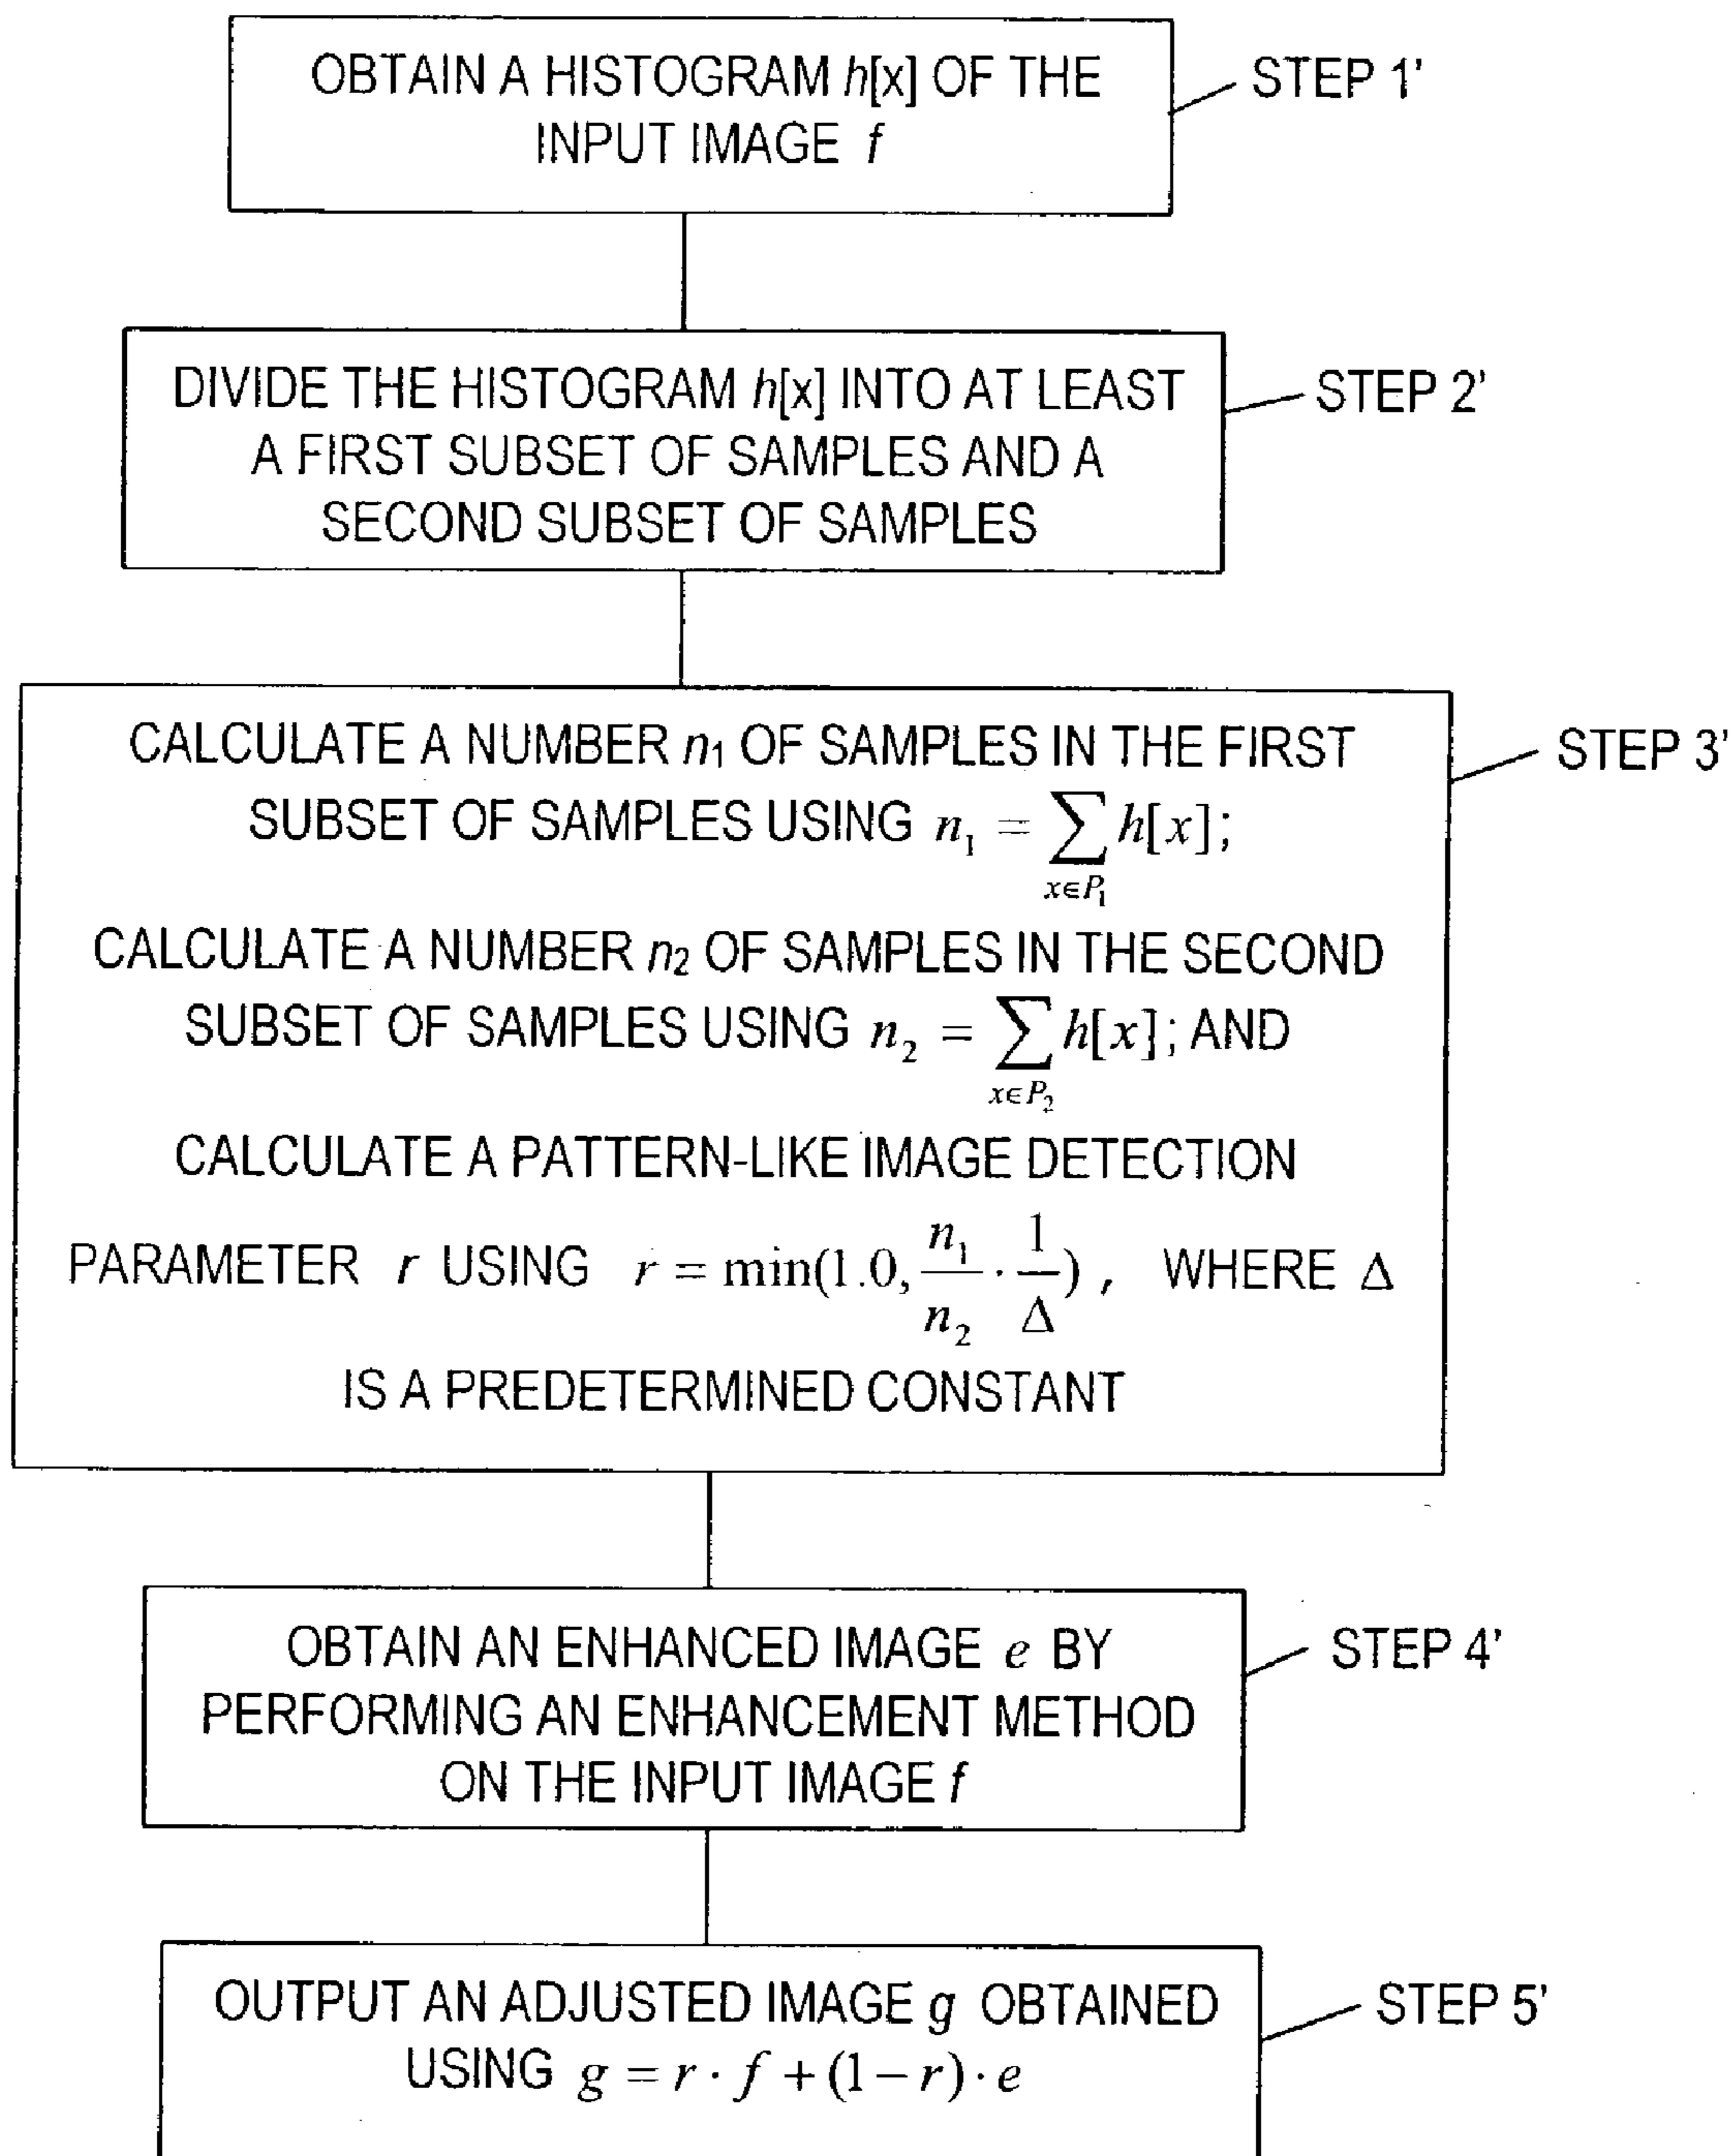 OBTAIN A HISTOGRAM h[x] OF THE
INPUT IMAGE f
STEP 1'
DIVIDE THE HISTOGRAM h[x] INTO AT LEAST
A FIRST SUBSET OF SAMPLES AND A
SECOND SUBSET OF SAMPLES
STEP 2'
CALCULATE A NUMBER n₁ OF SAMPLES IN THE FIRST
SUBSET OF SAMPLES USING n₁ = ∑_{x∈P₁} h[x];
CALCULATE A NUMBER n₂ OF SAMPLES IN THE SECOND
SUBSET OF SAMPLES USING n₂ = ∑_{x∈P₂} h[x]; AND
CALCULATE A PATTERN-LIKE IMAGE DETECTION
PARAMETER r USING r = min(1.0, n₁/n₂ · 1/Δ), WHERE Δ
IS A PREDETERMINED CONSTANT
STEP 3'
OBTAIN AN ENHANCED IMAGE e BY
PERFORMING AN ENHANCEMENT METHOD
ON THE INPUT IMAGE f
STEP 4'
OUTPUT AN ADJUSTED IMAGE g OBTAINED
USING g = r · f + (1 − r) · e
STEP 5'